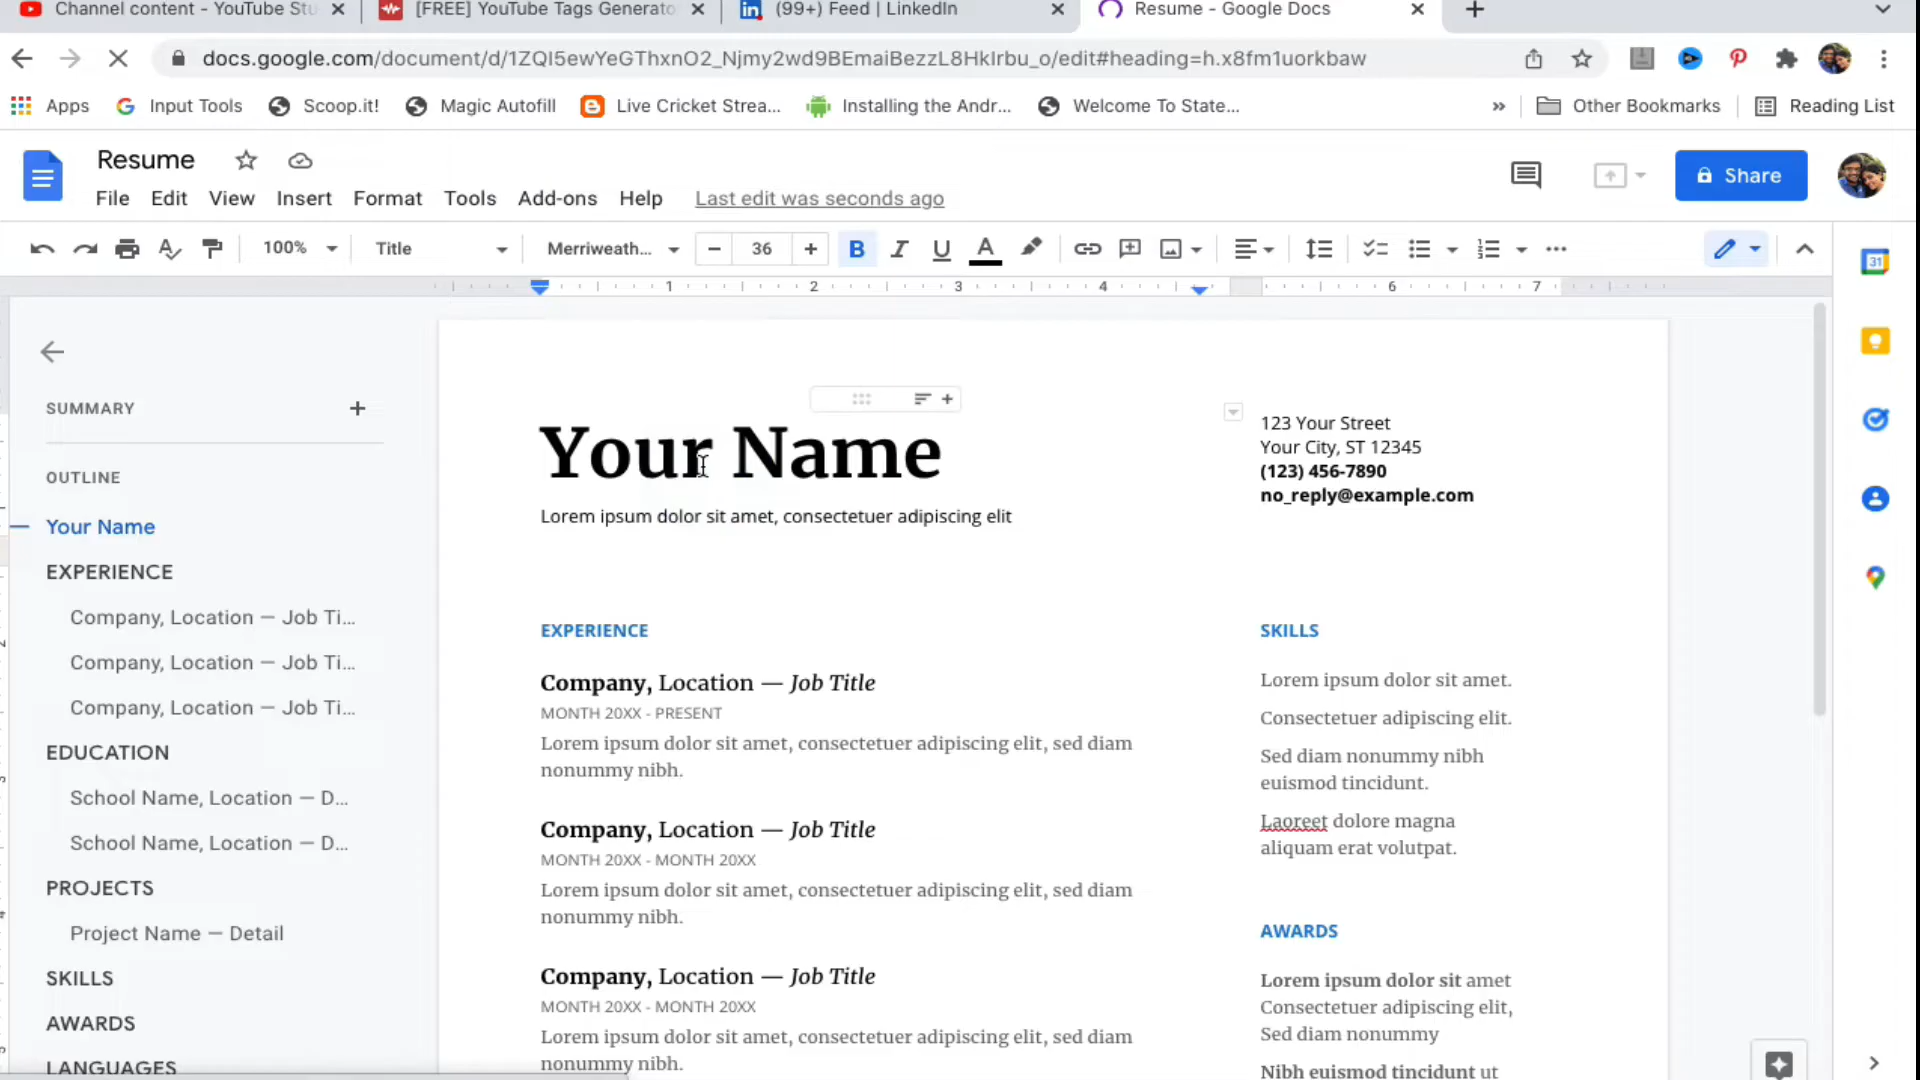 Channel content - YouTube Stu
[FREE] YouTube Tags Generato
(99+) Feed | LinkedIn
Resume - Google Docs
docs.google.com/document/d/1ZQI5ewYeGThxnO2_Njmy2wd9BEmaiBezzL8HkIrbu_o/edit#heading=h.x8fm1uorkbaw
Apps
Input Tools
Scoop.it!
Magic Autofill
Live Cricket Strea...
Installing the Andr...
Welcome To State...
»
Other Bookmarks
Reading List
Resume
File Edit View Insert Format Tools Add-ons Help Last edit was seconds ago
Share
100% Title Merriweath... 36 B I U A
31
1 2 3 4 6 7
SUMMARY
OUTLINE
Your Name
EXPERIENCE
Company, Location — Job Ti...
Company, Location — Job Ti...
Company, Location — Job Ti...
EDUCATION
School Name, Location — D...
School Name, Location — D...
PROJECTS
Project Name — Detail
SKILLS
AWARDS
LANGUAGES
Your Name
Lorem ipsum dolor sit amet, consectetuer adipiscing elit
123 Your Street
Your City, ST 12345
(123) 456-7890
no_reply@example.com
EXPERIENCE
Company, Location — Job Title
MONTH 20XX - PRESENT
Lorem ipsum dolor sit amet, consectetuer adipiscing elit, sed diam
nonummy nibh.
Company, Location — Job Title
MONTH 20XX - MONTH 20XX
Lorem ipsum dolor sit amet, consectetuer adipiscing elit, sed diam
nonummy nibh.
Company, Location — Job Title
MONTH 20XX - MONTH 20XX
Lorem ipsum dolor sit amet, consectetuer adipiscing elit, sed diam
nonummy nibh.
SKILLS
Lorem ipsum dolor sit amet.
Consectetuer adipiscing elit.
Sed diam nonummy nibh
euismod tincidunt.
Laoreet dolore magna
aliquam erat volutpat.
AWARDS
Lorem ipsum dolor sit amet
Consectetuer adipiscing elit,
Sed diam nonummy
Nibh euismod tincidunt ut